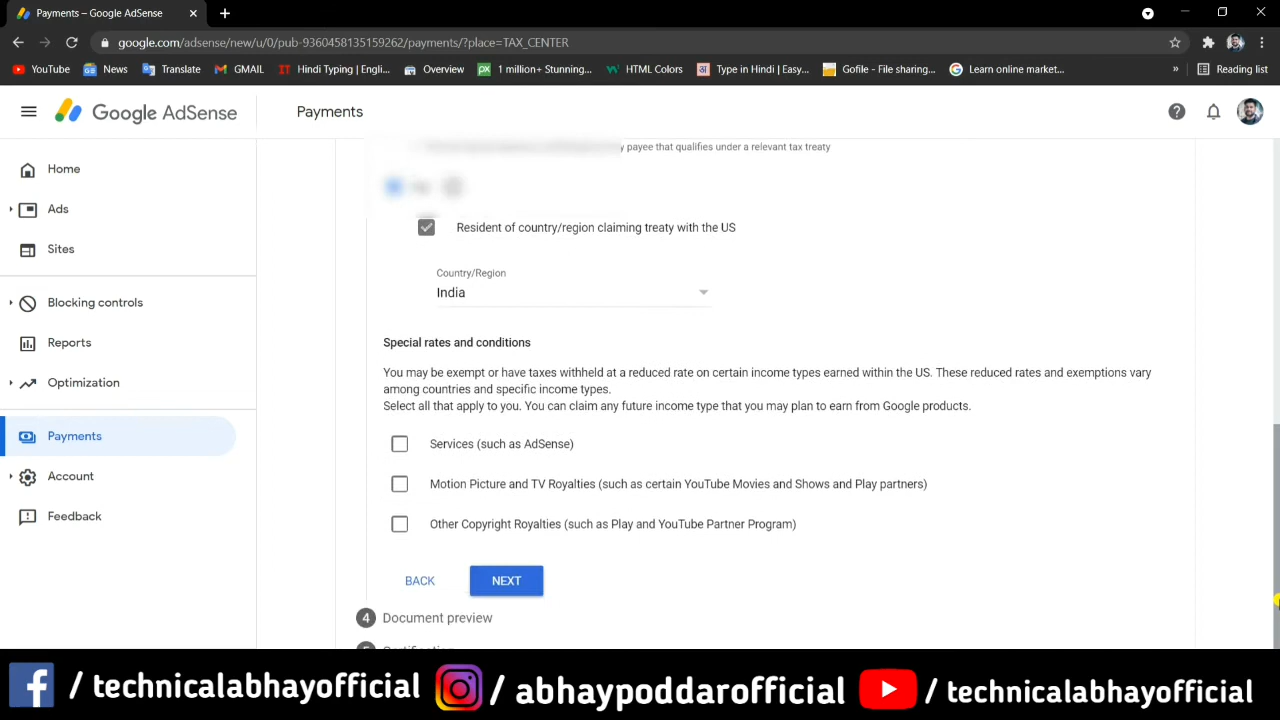 Payments – Google AdSense
google.com/adsense/new/u/0/pub-9360458135159262/payments/?place=TAX_CENTER
YouTube
News
Translate
GMAIL
Hindi Typing | Engli...
Overview
1 million+ Stunning...
HTML Colors
Type in Hindi | Easy...
Gofile - File sharing...
Learn online market...
»
Reading list
Google AdSense
Payments
Home
Ads
Sites
Blocking controls
Reports
Optimization
Payments
Account
Feedback
y payee that qualifies under a relevant tax treaty
Resident of country/region claiming treaty with the US
Country/Region
India
Special rates and conditions
You may be exempt or have taxes withheld at a reduced rate on certain income types earned within the US. These reduced rates and exemptions vary
among countries and specific income types.
Select all that apply to you. You can claim any future income type that you may plan to earn from Google products.
Services (such as AdSense)
Motion Picture and TV Royalties (such as certain YouTube Movies and Shows and Play partners)
Other Copyright Royalties (such as Play and YouTube Partner Program)
BACK
NEXT
4 Document preview
/ technicalabhayofficial
/ abhaypoddarofficial
/ technicalabhayofficial